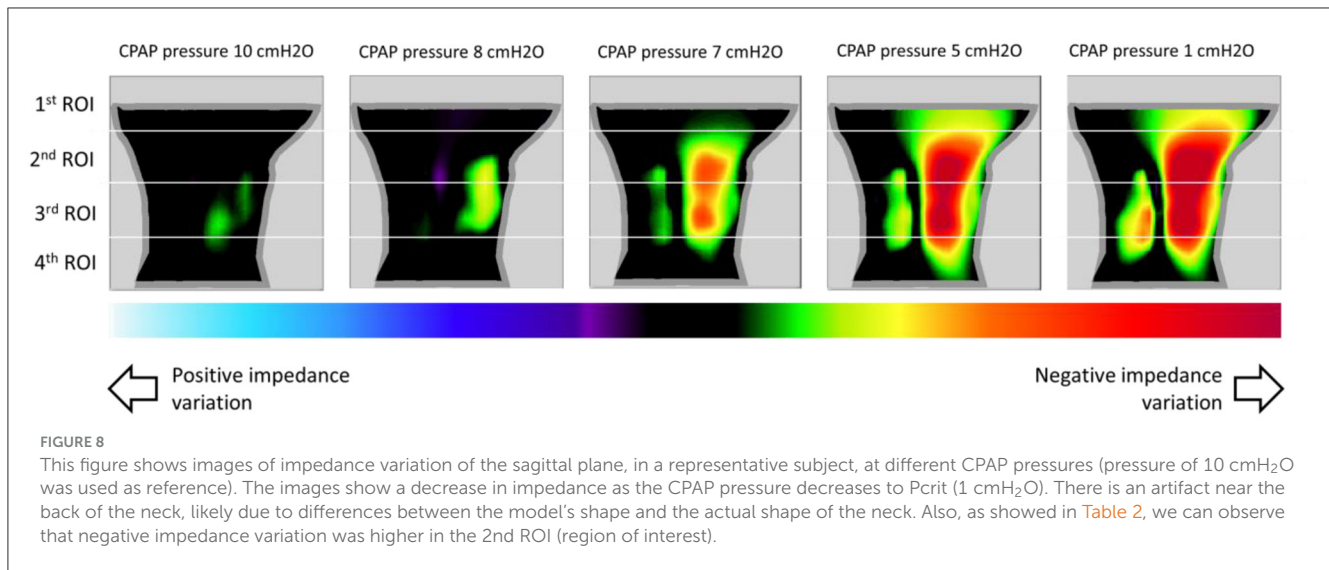 CPAP pressure 10 cmH2O CPAP pressure 8 cmH2O CPAP pressure 7 cmH2O CPAP pressure 5 cmH2O CPAP pressure 1 cmH2O
1st ROI
2nd ROI
3rd ROI
4th ROI
Positive impedance variation
Negative impedance variation
FIGURE 8
This figure shows images of impedance variation of the sagittal plane, in a representative subject, at different CPAP pressures (pressure of 10 cmH₂O
was used as reference). The images show a decrease in impedance as the CPAP pressure decreases to Pcrit (1 cmH₂O). There is an artifact near the
back of the neck, likely due to differences between the model's shape and the actual shape of the neck. Also, as showed in Table 2, we can observe
that negative impedance variation was higher in the 2nd ROI (region of interest).